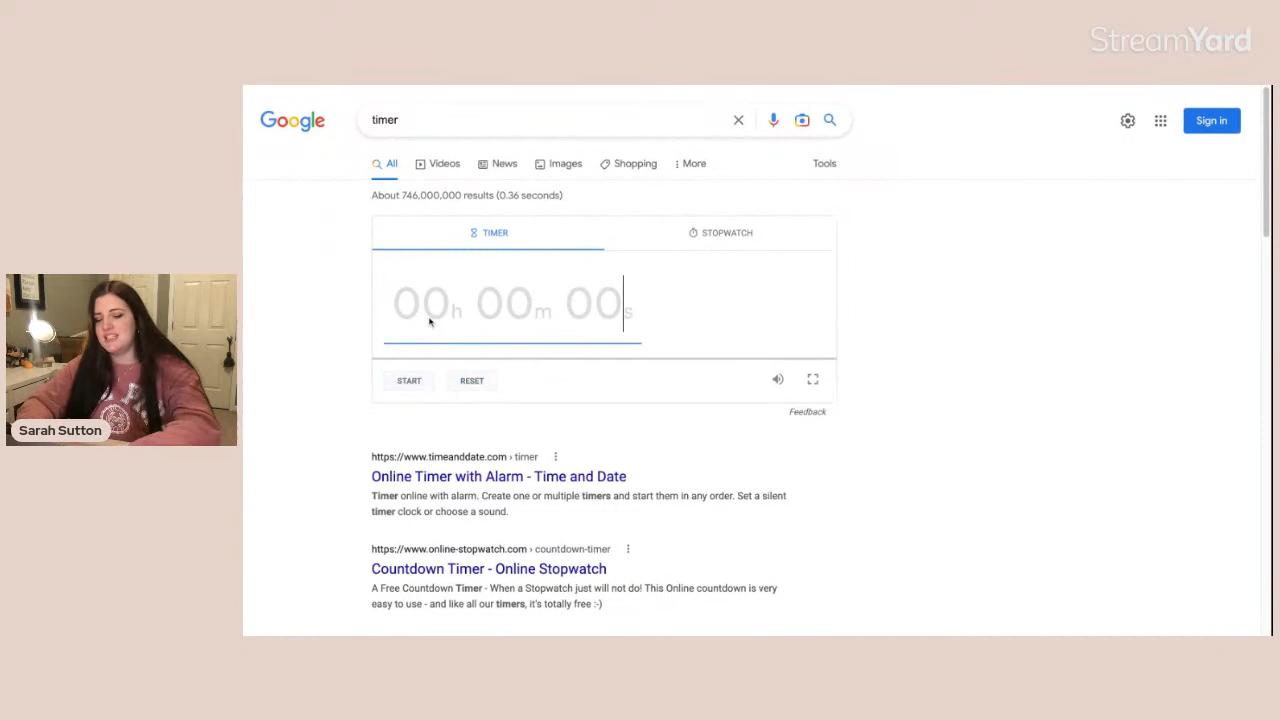 StreamYard
Google
timer
Sign in
All Videos News Images Shopping More Tools
About 746,000,000 results (0.36 seconds)
TIMER STOPWATCH
00h 00m 00s
START RESET
Feedback
https://www.timeanddate.com › timer
Online Timer with Alarm - Time and Date
Timer online with alarm. Create one or multiple timers and start them in any order. Set a silent
timer clock or choose a sound.
https://www.online-stopwatch.com › countdown-timer
Countdown Timer - Online Stopwatch
A Free Countdown Timer - When a Stopwatch just will not do! This Online countdown is very
easy to use - and like all our timers, it's totally free :-)
Sarah Sutton